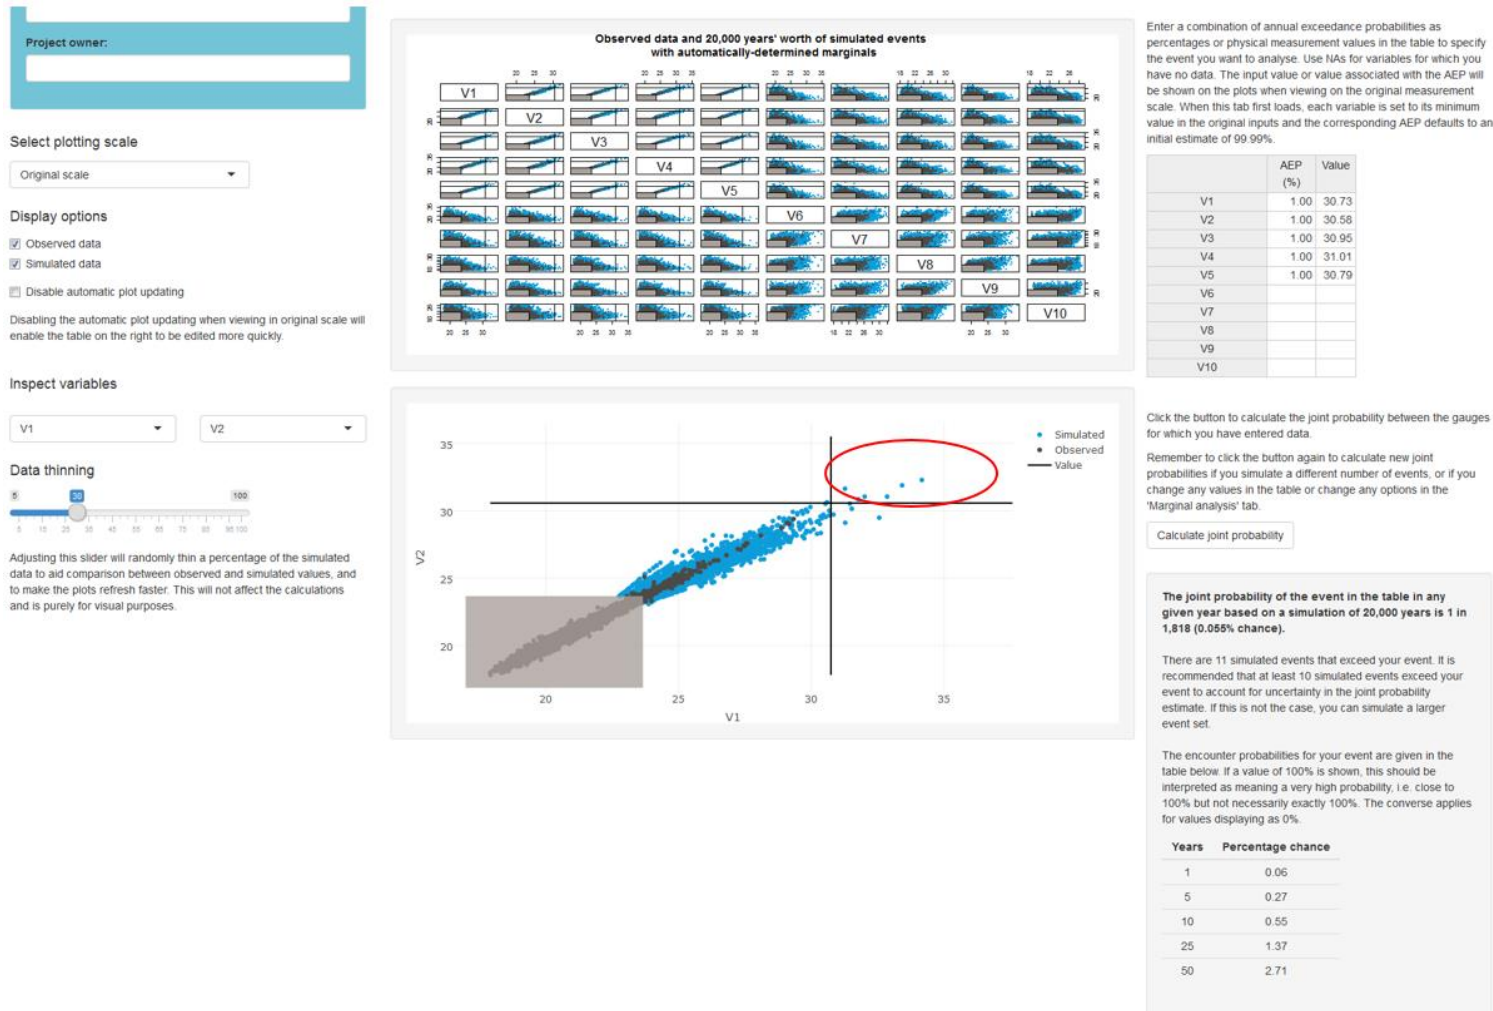 Project owner:
Select plotting scale
Original scale
Display options
Observed data
Simulated data
Disable automatic plot updating
Disabling the automatic plot updating when viewing in original scale will
enable the table on the right to be edited more quickly.
Inspect variables
V1 V2
Data thinning
5 30 100
Adjusting this slider will randomly thin a percentage of the simulated
data to aid comparison between observed and simulated values, and
to make the plots refresh faster. This will not affect the calculations
and is purely for visual purposes.
Observed data and 20,000 years' worth of simulated events
with automatically-determined marginals
V1
V2
V3
V4
V5
V6
V7
V8
V9
V10
35
30
25
20
V2
20 25 30 35
V1
Simulated
Observed
Value
Enter a combination of annual exceedance probabilities as
percentages or physical measurement values in the table to specify
the event you want to analyse. Use NAs for variables for which you
have no data. The input value or value associated with the AEP will
be shown on the plots when viewing on the original measurement
scale. When this tab first loads, each variable is set to its minimum
value in the original inputs and the corresponding AEP defaults to an
initial estimate of 99.99%.
AEP Value
(%)
V1 1.00 30.73
V2 1.00 30.58
V3 1.00 30.95
V4 1.00 31.01
V5 1.00 30.79
V6
V7
V8
V9
V10
Click the button to calculate the joint probability between the gauges
for which you have entered data.
Remember to click the button again to calculate new joint
probabilities if you simulate a different number of events, or if you
change any values in the table or change any options in the
'Marginal analysis' tab.
Calculate joint probability
The joint probability of the event in the table in any
given year based on a simulation of 20,000 years is 1 in
1,818 (0.055% chance).
There are 11 simulated events that exceed your event. It is
recommended that at least 10 simulated events exceed your
event to account for uncertainty in the joint probability
estimate. If this is not the case, you can simulate a larger
event set.
The encounter probabilities for your event are given in the
table below. If a value of 100% is shown, this should be
interpreted as meaning a very high probability, i.e. close to
100% but not necessarily exactly 100%. The converse applies
for values displaying as 0%.
Years Percentage chance
1 0.06
5 0.27
10 0.55
25 1.37
50 2.71